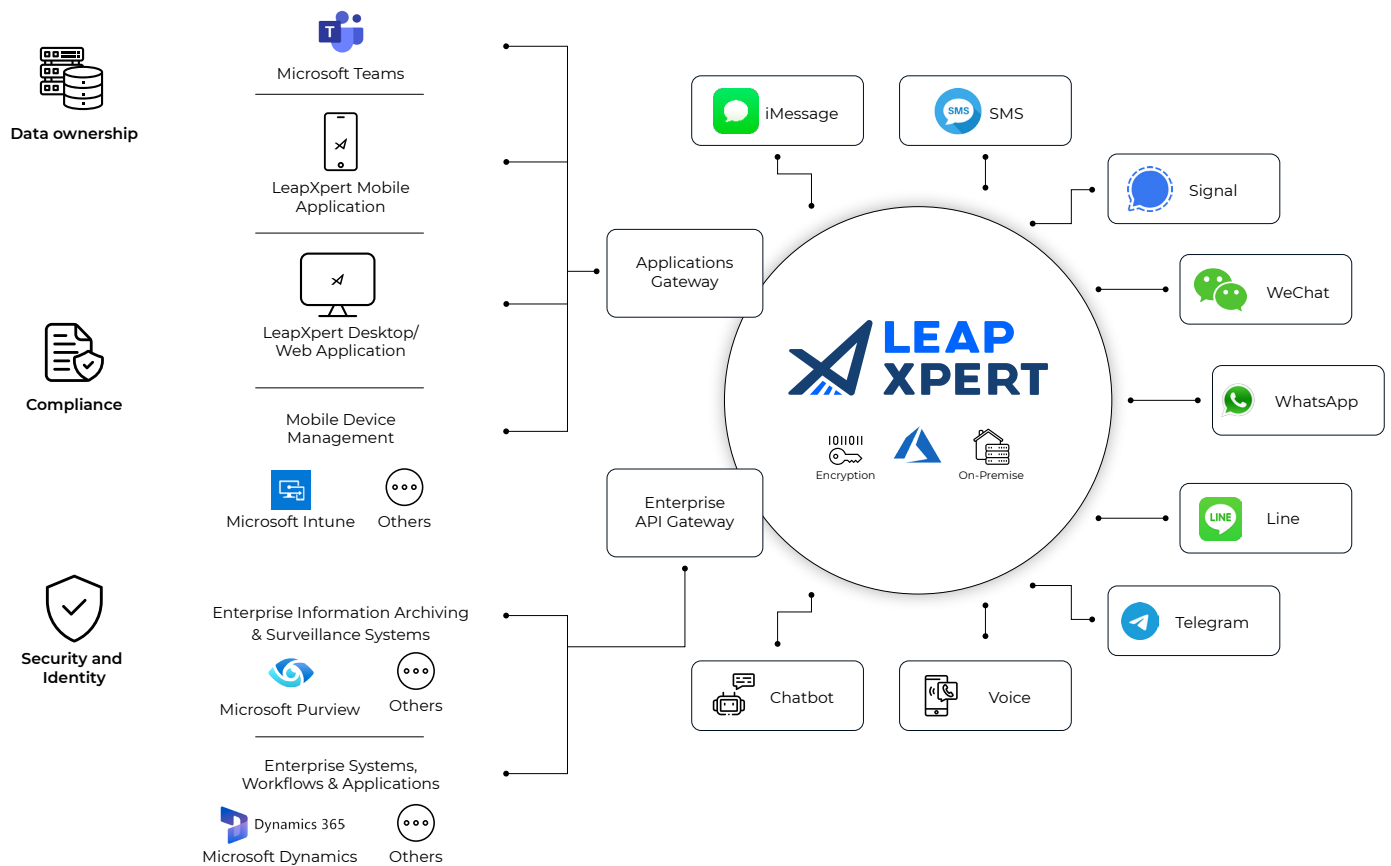 Data ownership
Compliance
Security and
Identity
T
Microsoft Teams
LeapXpert Mobile
Application
LeapXpert Desktop/
Web Application
Mobile Device
Management
Microsoft Intune
Others
Enterprise Information Archiving
& Surveillance Systems
Microsoft Purview
Others
Enterprise Systems,
Workflows & Applications
Dynamics 365
Microsoft Dynamics
Others
Applications
Gateway
Enterprise
API Gateway
LEAP
XPERT
1011011
Encryption
On-Premise
iMessage
SMS
SMS
Signal
WeChat
WhatsApp
LINE
Line
Telegram
Voice
Chatbot